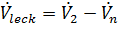 V̇leck = V̇2 − V̇n